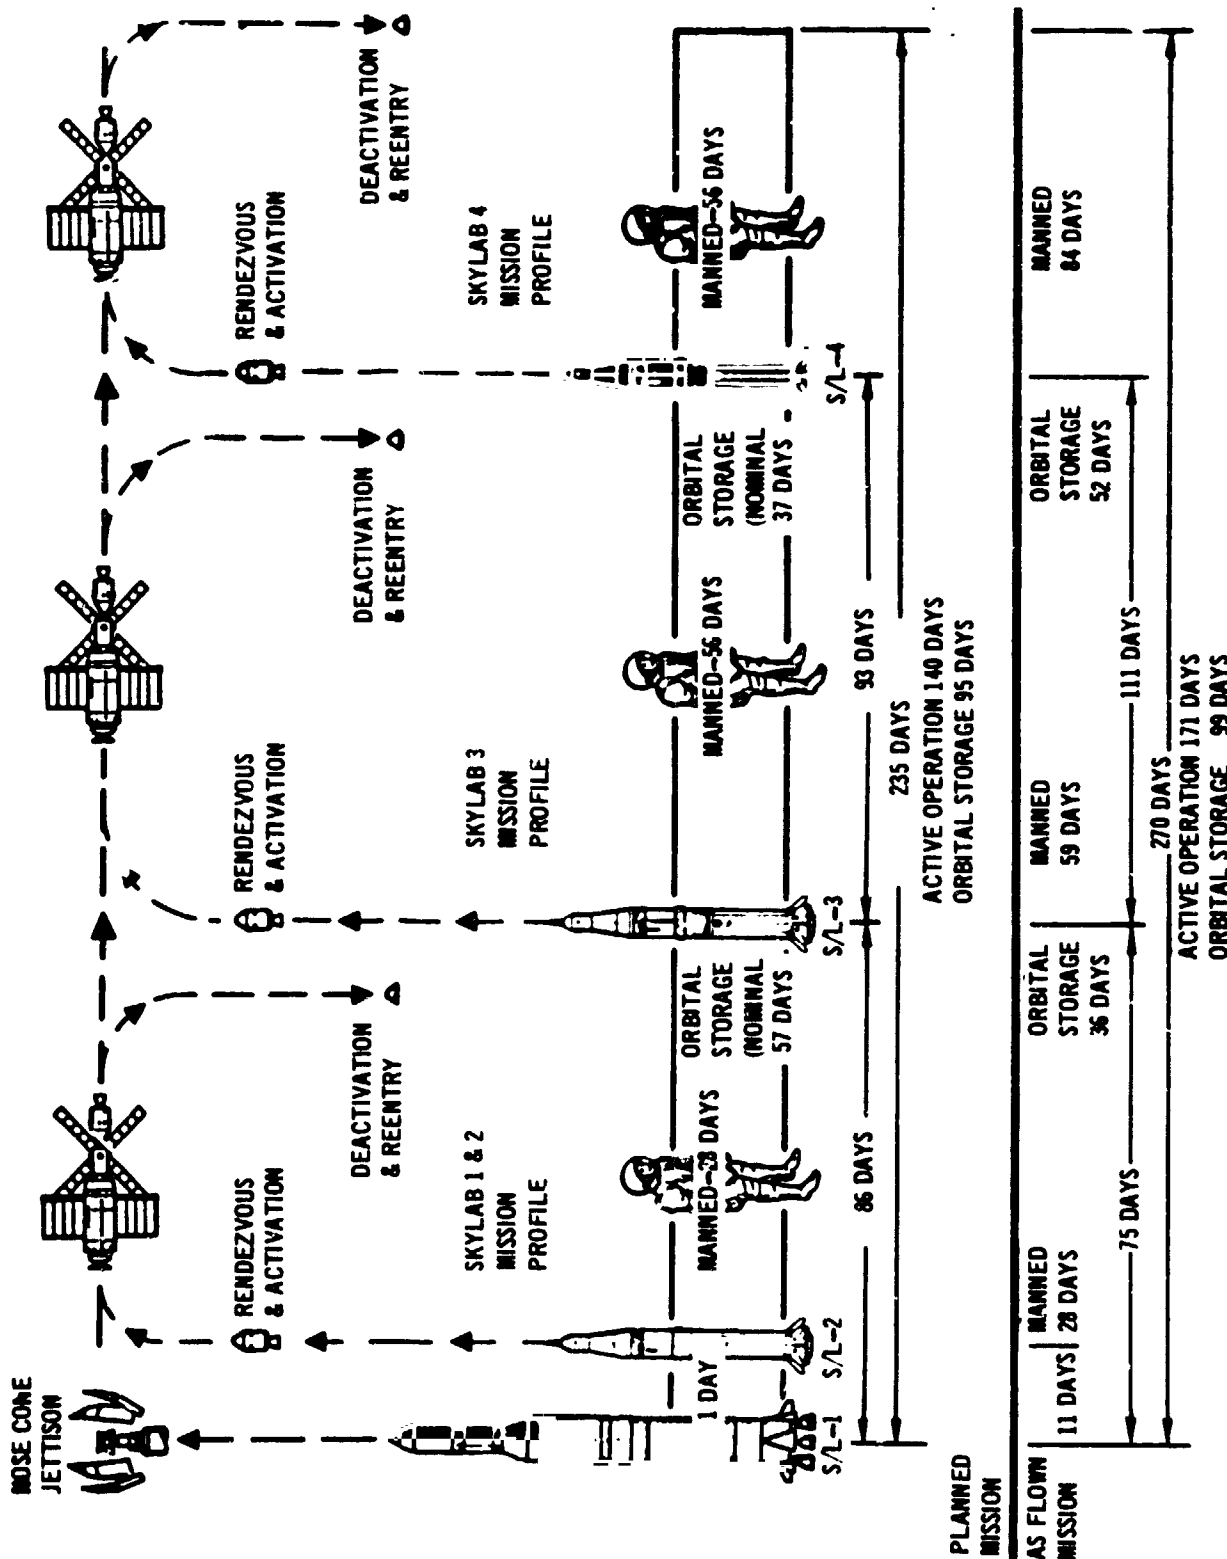 NOSE CONE
JETTISON
RENDEZVOUS
& ACTIVATION
DEACTIVATION
& REENTRY
RENDEZVOUS
& ACTIVATION
DEACTIVATION
& REENTRY
RENDEZVOUS
& ACTIVATION
DEACTIVATION
& REENTRY
SKYLAB 1 & 2
MISSION
PROFILE
SKYLAB 3
MISSION
PROFILE
SKYLAB 4
MISSION
PROFILE
1 DAY
MANNED-28 DAYS
ORBITAL
STORAGE
(NOMINAL
57 DAYS
MANNED-56 DAYS
ORBITAL
STORAGE
(NOMINAL
37 DAYS
MANNED-56 DAYS
S/L-1
S/L-2
S/L-3
S/L-4
86 DAYS
93 DAYS
235 DAYS
ACTIVE OPERATION 140 DAYS
ORBITAL STORAGE 95 DAYS
PLANNED
MISSION
AS FLOWN
MISSION
11 DAYS
MANNED
28 DAYS
ORBITAL
STORAGE
36 DAYS
MANNED
59 DAYS
ORBITAL
STORAGE
52 DAYS
MANNED
84 DAYS
75 DAYS
111 DAYS
270 DAYS
ACTIVE OPERATION 171 DAYS
ORBITAL STORAGE 99 DAYS